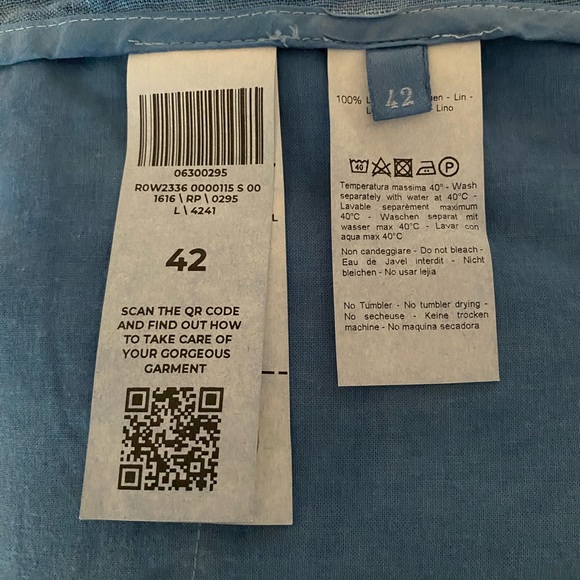 06300295
R0W2336 0000115 S 00
1616 \ RP \ 0295
L \ 4241
42
SCAN THE QR CODE
AND FIND OUT HOW
TO TAKE CARE OF
YOUR GORGEOUS
GARMENT
L
42
100% L en - Lin -
Lino
40
P
Temperatura massima 40° - Wash
separately with water at 40°C -
Lavable separément maximum
40°C - Waschen separat mit
wasser max 40°C - Lavar con
aqua max 40°C
Non candeggiare - Do not bleach -
Eau de Javel interdit - Nicht
bleichen - No usar lejia
No Tumbler - No tumbler drying -
No secheuse - Keine trocken
machine - No maquina secadora